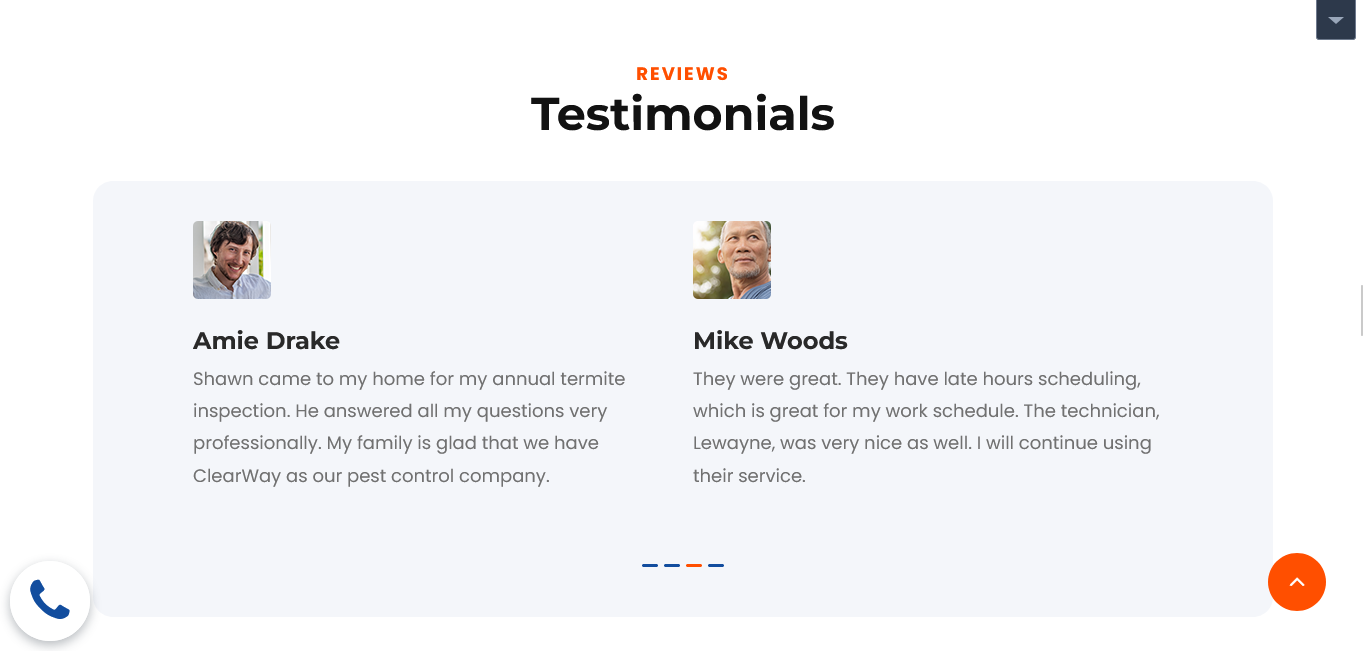 REVIEWS
Testimonials
Amie Drake
Shawn came to my home for my annual termite
inspection. He answered all my questions very
professionally. My family is glad that we have
ClearWay as our pest control company.
Mike Woods
They were great. They have late hours scheduling,
which is great for my work schedule. The technician,
Lewayne, was very nice as well. I will continue using
their service.